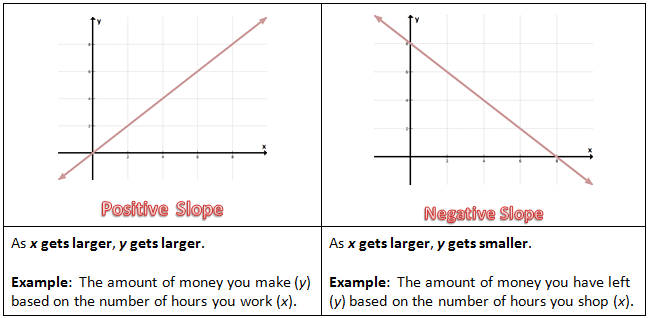 y
x
Positive Slope
As x gets larger, y gets larger.
Example: The amount of money you make (y)
based on the number of hours you work (x).
y
x
Negative Slope
As x gets larger, y gets smaller.
Example: The amount of money you have left
(y) based on the number of hours you shop (x).